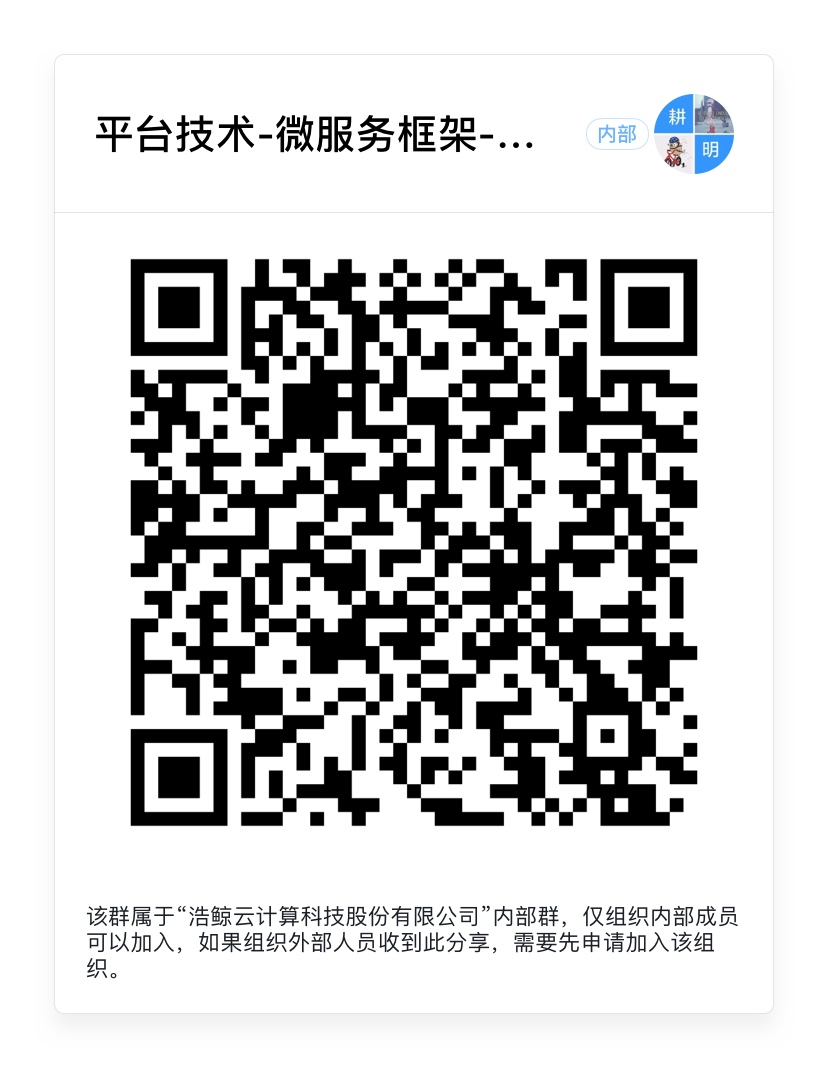 平台技术-微服务框架-...
内部
耕
明
该群属于“浩鲸云计算科技股份有限公司”内部群，仅组织内部成员
可以加入，如果组织外部人员收到此分享，需要先申请加入该组
织。